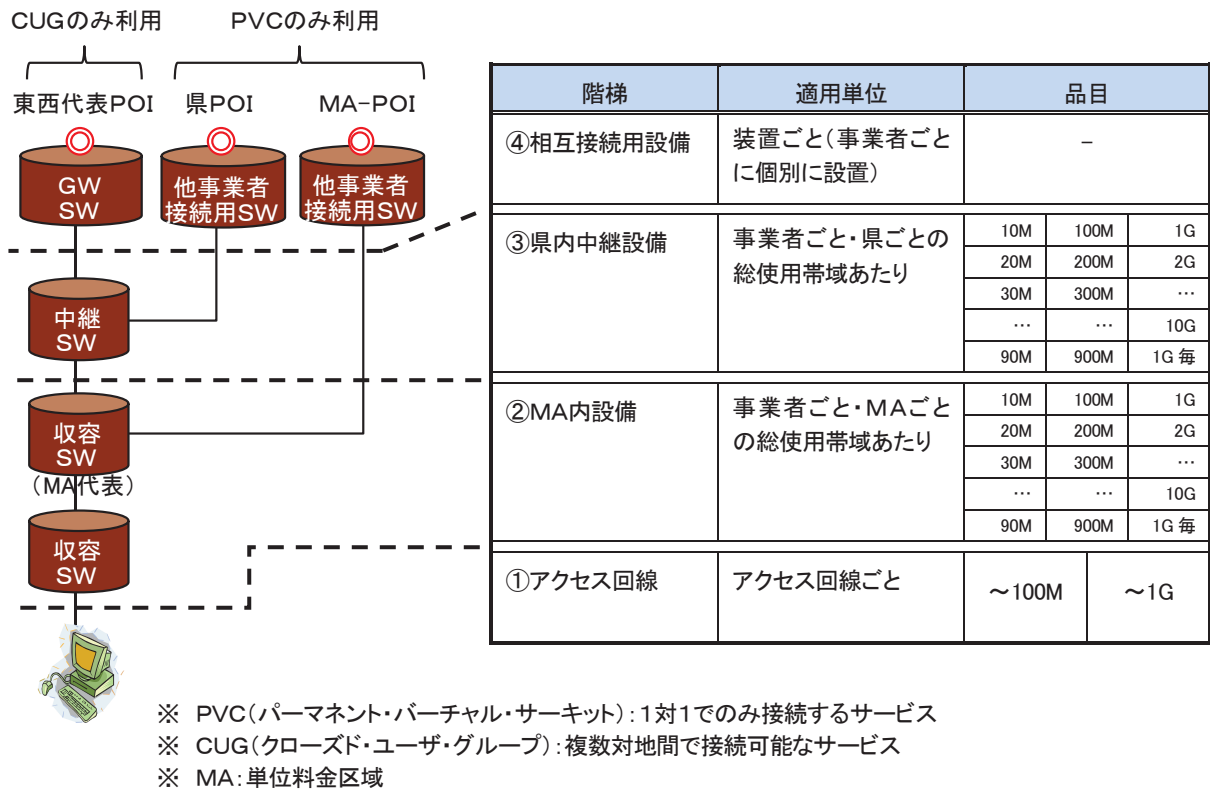 CUGのみ利用
PVCのみ利用
東西代表POI
県POI
MA-POI
GW
SW
他事業者
接続用SW
他事業者
接続用SW
中継
SW
収容
SW
(MA代表)
収容
SW
階梯 適用単位 品目
④相互接続用設備 装置ごと(事業者ごと
に個別に設置) -
③県内中継設備 事業者ごと・県ごとの
総使用帯域あたり
10M 100M 1G
20M 200M 2G
30M 300M …
… … 10G
90M 900M 1G 毎
②MA内設備 事業者ごと・MAごと
の総使用帯域あたり
10M 100M 1G
20M 200M 2G
30M 300M …
… … 10G
90M 900M 1G 毎
①アクセス回線 アクセス回線ごと ~100M ~1G
※ PVC(パーマネント・バーチャル・サーキット):1対1でのみ接続するサービス
※ CUG(クローズド・ユーザ・グループ):複数対地間で接続可能なサービス
※ MA:単位料金区域